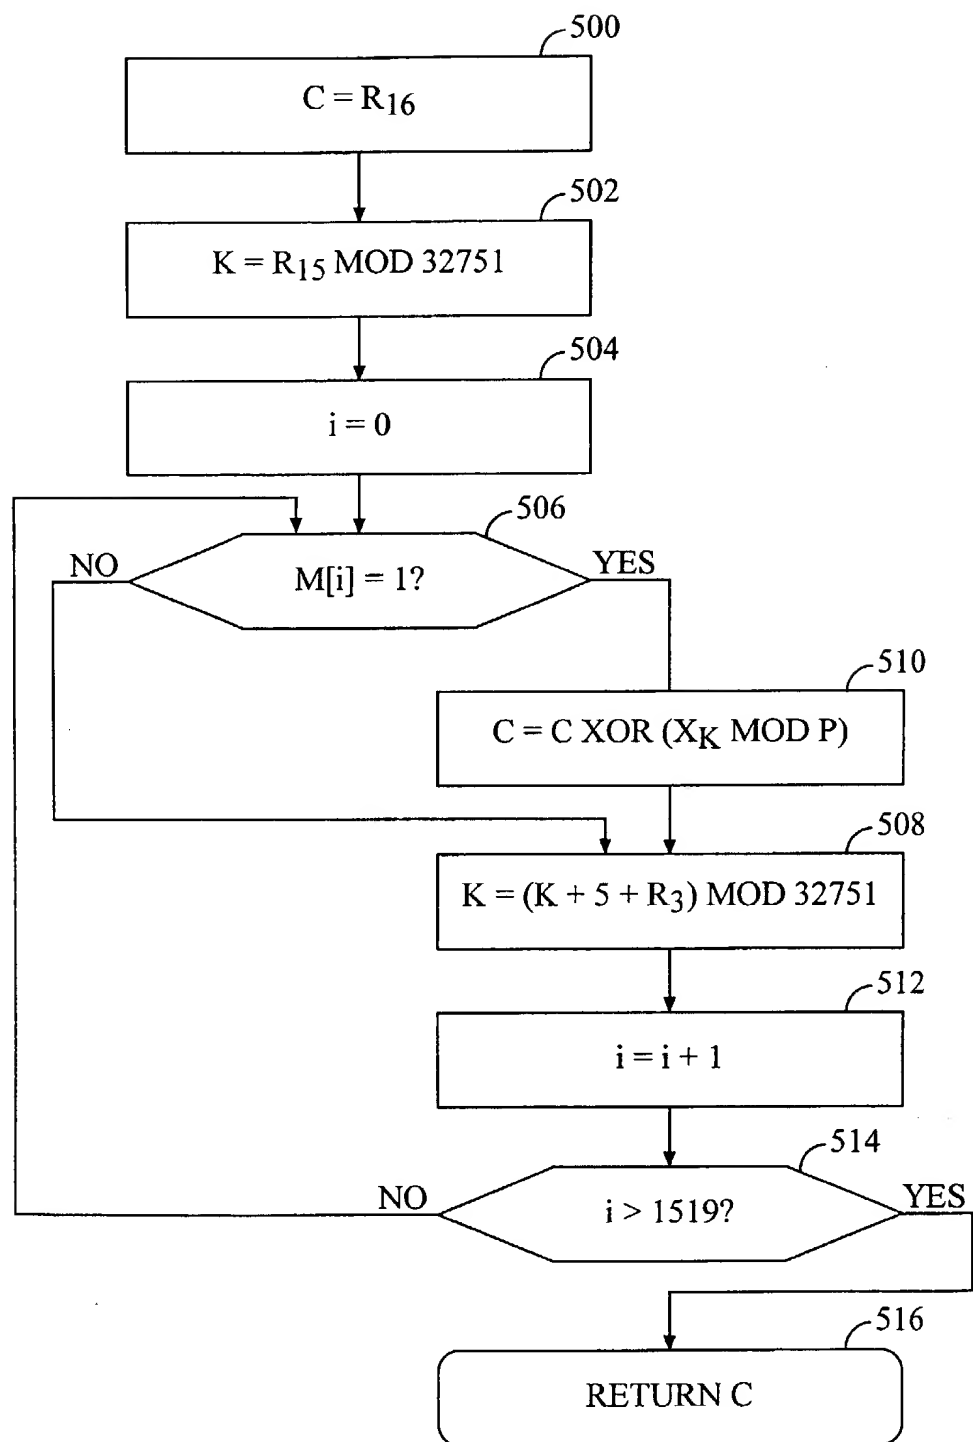 500
C = R16
502
K = R15 MOD 32751
504
i = 0
506
NO
M[i] = 1?
YES
510
C = C XOR (XK MOD P)
508
K = (K + 5 + R3) MOD 32751
512
i = i + 1
514
NO
i > 1519?
YES
516
RETURN C